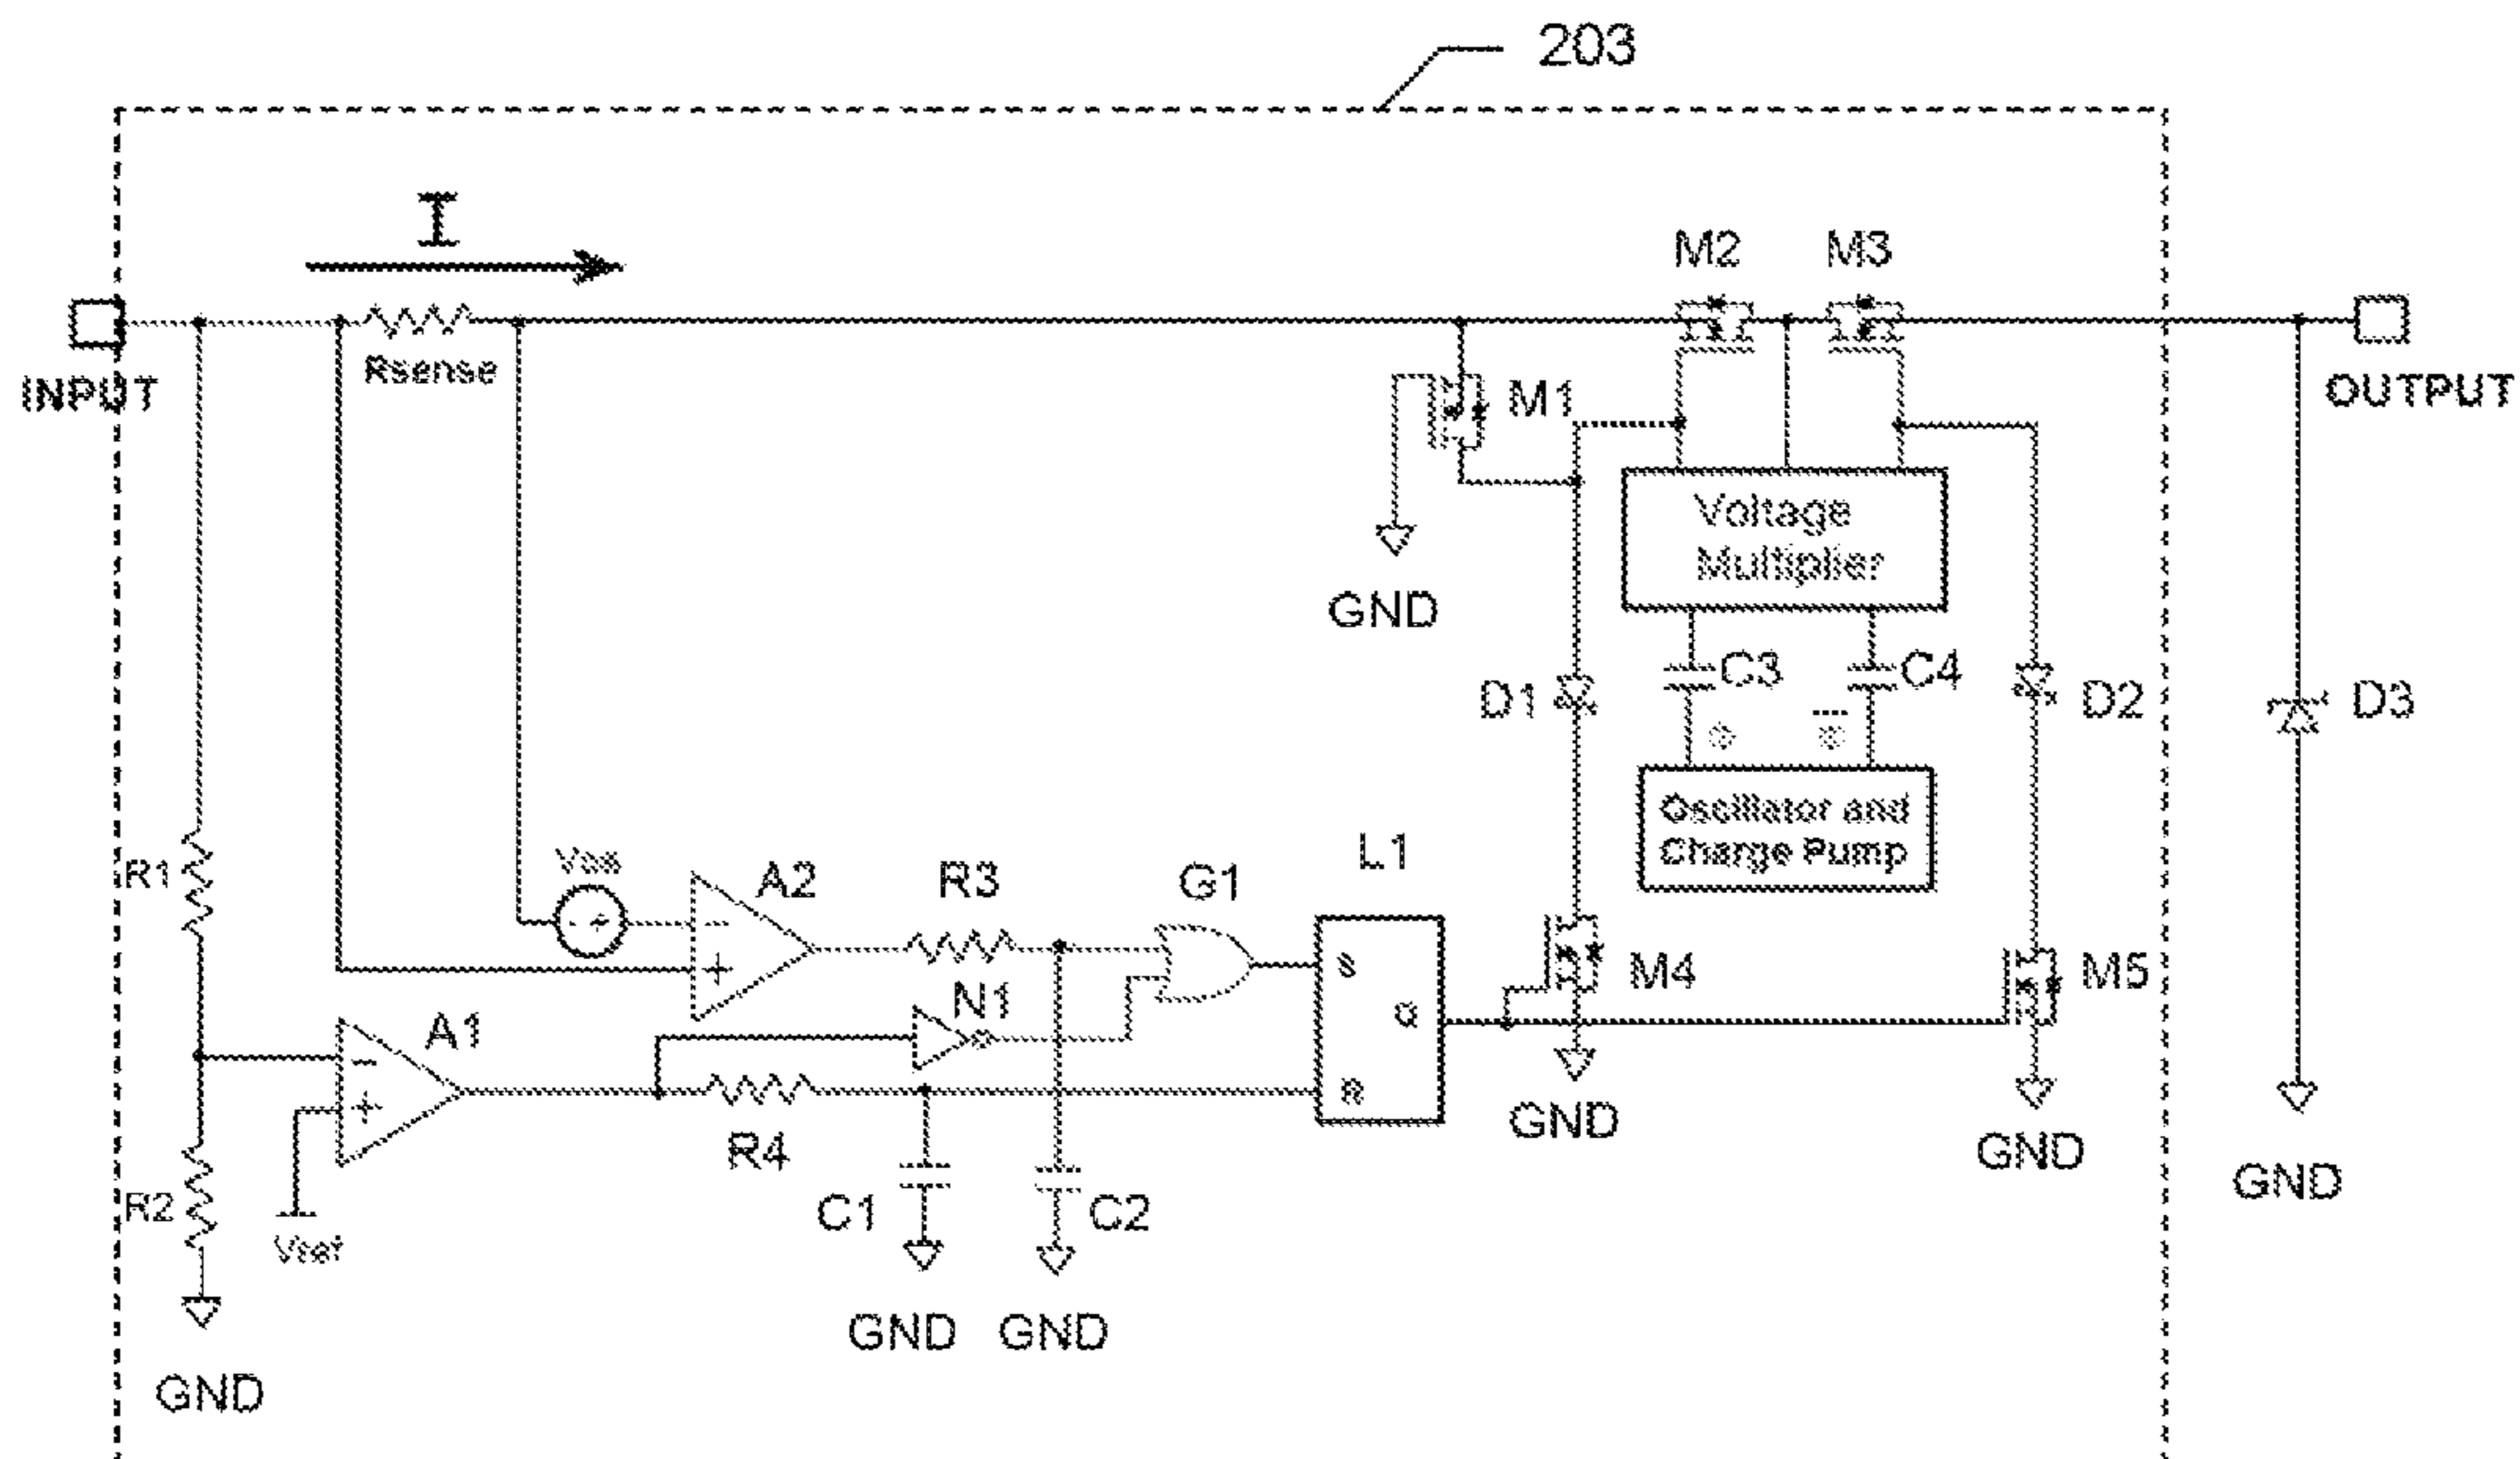 203
I
M2 M3
INPUT
Rsense
M1
OUTPUT
Voltage
Multiplier
GND
C3 C4
D1 D2 D3
Oscillator and
Charge Pump
R1
A2 R3 G1 L1
- +
-
+
S
Q
R
N1
M4 M5
A1
-
+
R4
R2
Vref
C1 C2
GND
GND
GND
GND GND
GND